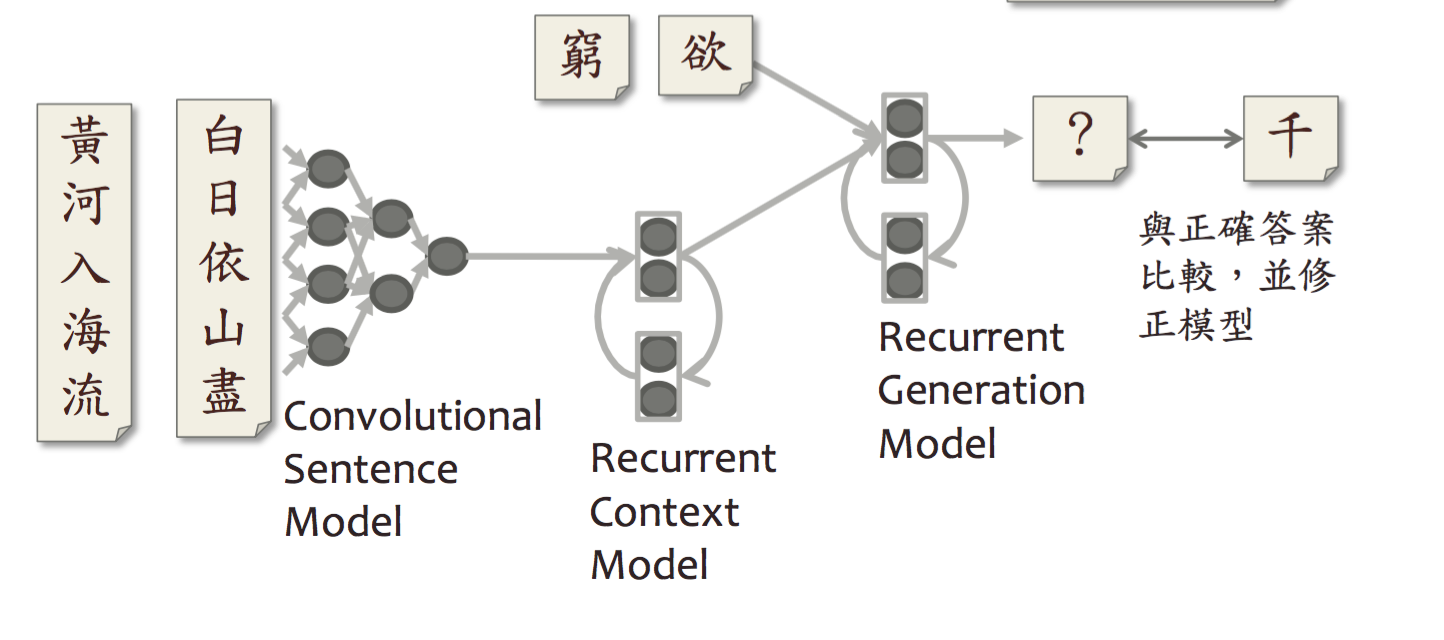 黃河入海流
白日依山盡
窮
欲
?
千
與正確答案
比較，並修
正模型
Convolutional
Sentence
Model
Recurrent
Context
Model
Recurrent
Generation
Model